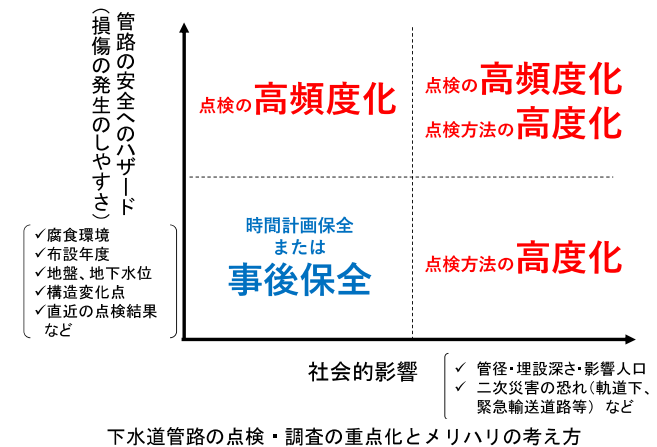 管路の安全へのハザード
（損傷の発生のしやすさ）
✓腐食環境
✓布設年度
✓地盤、地下水位
✓構造変化点
✓直近の点検結果
など
点検の高頻度化
点検の高頻度化
点検方法の高度化
時間計画保全
または
事後保全
点検方法の高度化
社会的影響
✓ 管径・埋設深さ・影響人口
✓ 二次災害の恐れ（軌道下、
緊急輸送道路等） など
下水道管路の点検・調査の重点化とメリハリの考え方